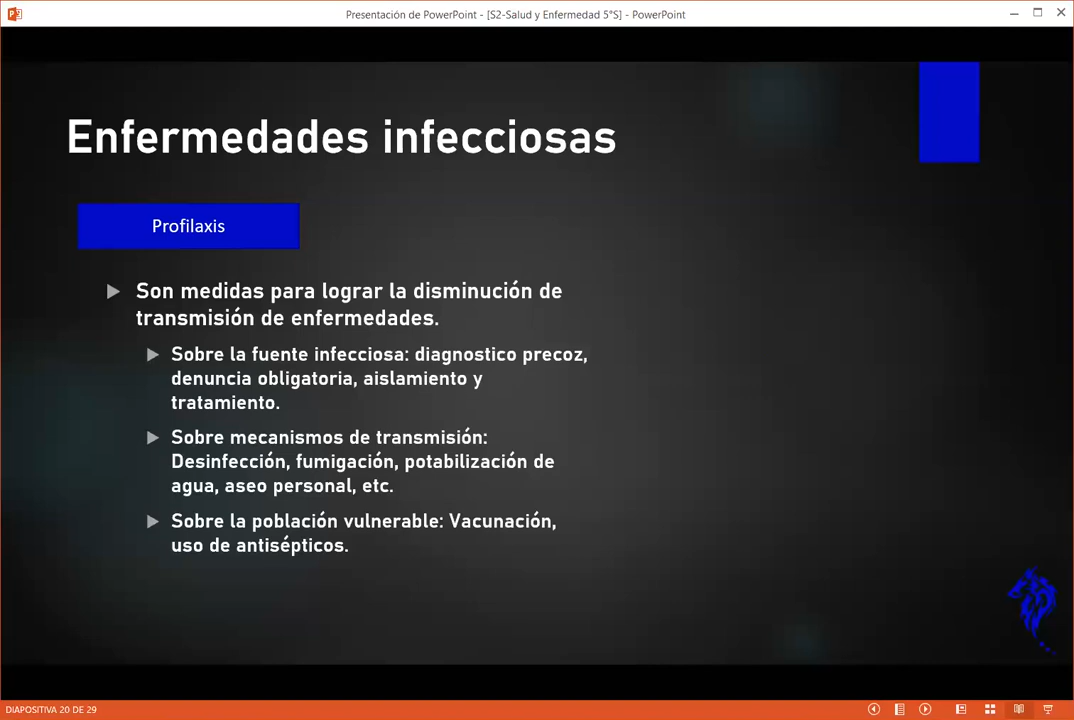 Presentación de PowerPoint - [S2-Salud y Enfermedad 5°S] - PowerPoint
Enfermedades infecciosas
Profilaxis
Son medidas para lograr la disminución de
transmisión de enfermedades.
Sobre la fuente infecciosa: diagnostico precoz,
denuncia obligatoria, aislamiento y
tratamiento.
Sobre mecanismos de transmisión:
Desinfección, fumigación, potabilización de
agua, aseo personal, etc.
Sobre la población vulnerable: Vacunación,
uso de antisépticos.
DIAPOSITIVA 20 DE 29